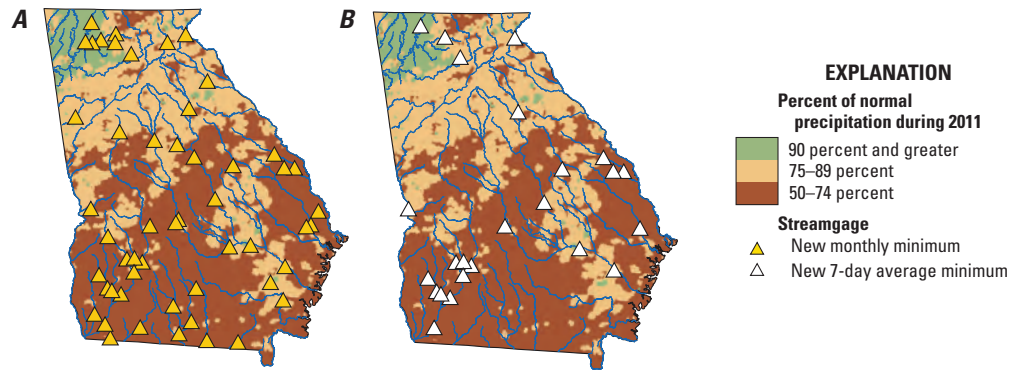 A
B
EXPLANATION
Percent of normal
precipitation during 2011
90 percent and greater
75–89 percent
50–74 percent
Streamgage
New monthly minimum
New 7-day average minimum